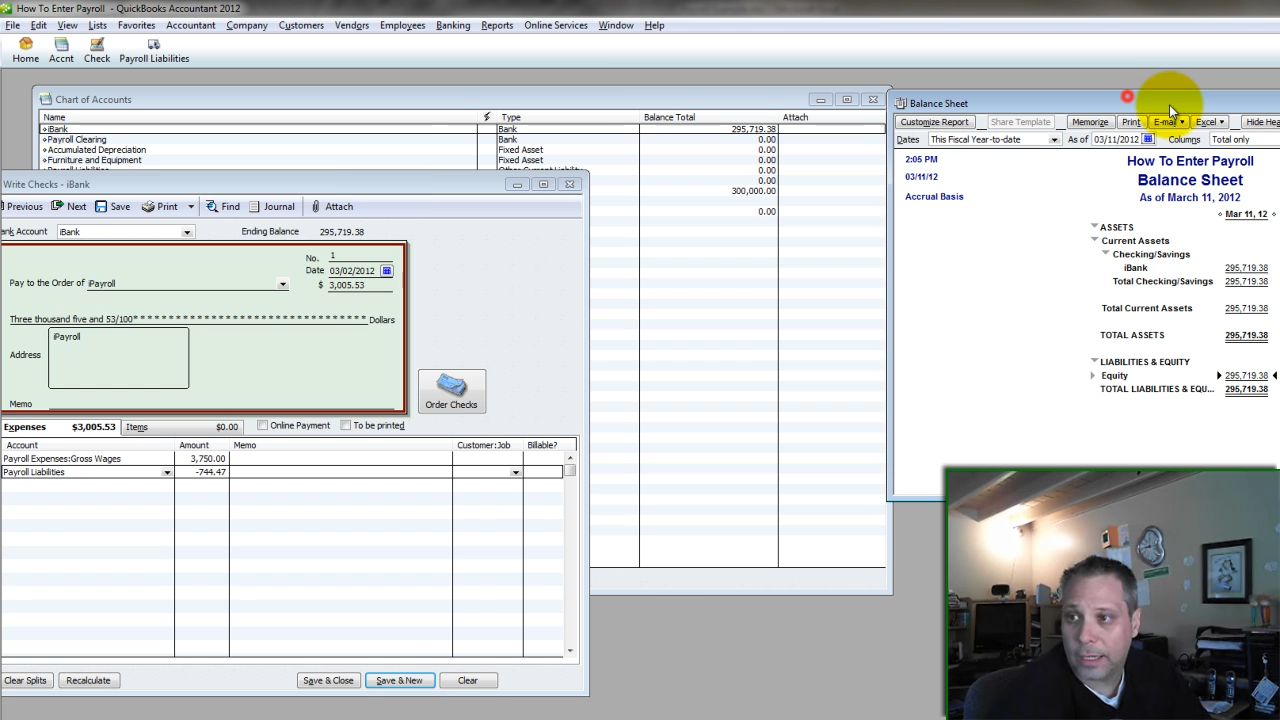 How To Enter Payroll - QuickBooks Accountant 2012
File Edit View Lists Favorites Accountant Company Customers Vendors Employees Banking Reports Online Services Window Help
Home Accnt Check Payroll Liabilities
Chart of Accounts
Name Type Balance Total Attach
iBank Bank 295,719.38
Payroll Clearing Bank 0.00
Accumulated Depreciation Fixed Asset 0.00
Furniture and Equipment Fixed Asset 0.00
0.00
300,000.00
0.00
Write Checks - iBank
Previous Next Save Print Find Journal Attach
ank Account iBank Ending Balance 295,719.38
No. 1
Date 03/02/2012
Pay to the Order of iPayroll $ 3,005.53
Three thousand five and 53/100* * * * * * * * * * * * * * * * * * * * * * * * * * * * * * * * * * Dollars
iPayroll
Address
Memo
Order Checks
Expenses $3,005.53 Items $0.00 Online Payment To be printed
Account Amount Memo Customer:Job Billable?
Payroll Expenses:Gross Wages 3,750.00
Payroll Liabilities -744.47
Clear Splits Recalculate Save & Close Save & New Clear
Balance Sheet
Customize Report Share Template Memorize Print E-mail Excel Hide Hea
Dates This Fiscal Year-to-date As of 03/11/2012 Columns Total only
2:05 PM
03/11/12
Accrual Basis
How To Enter Payroll
Balance Sheet
As of March 11, 2012
Mar 11, 12
ASSETS
Current Assets
Checking/Savings
iBank 295,719.38
Total Checking/Savings 295,719.38
Total Current Assets 295,719.38
TOTAL ASSETS 295,719.38
LIABILITIES & EQUITY
Equity 295,719.38
TOTAL LIABILITIES & EQU... 295,719.38